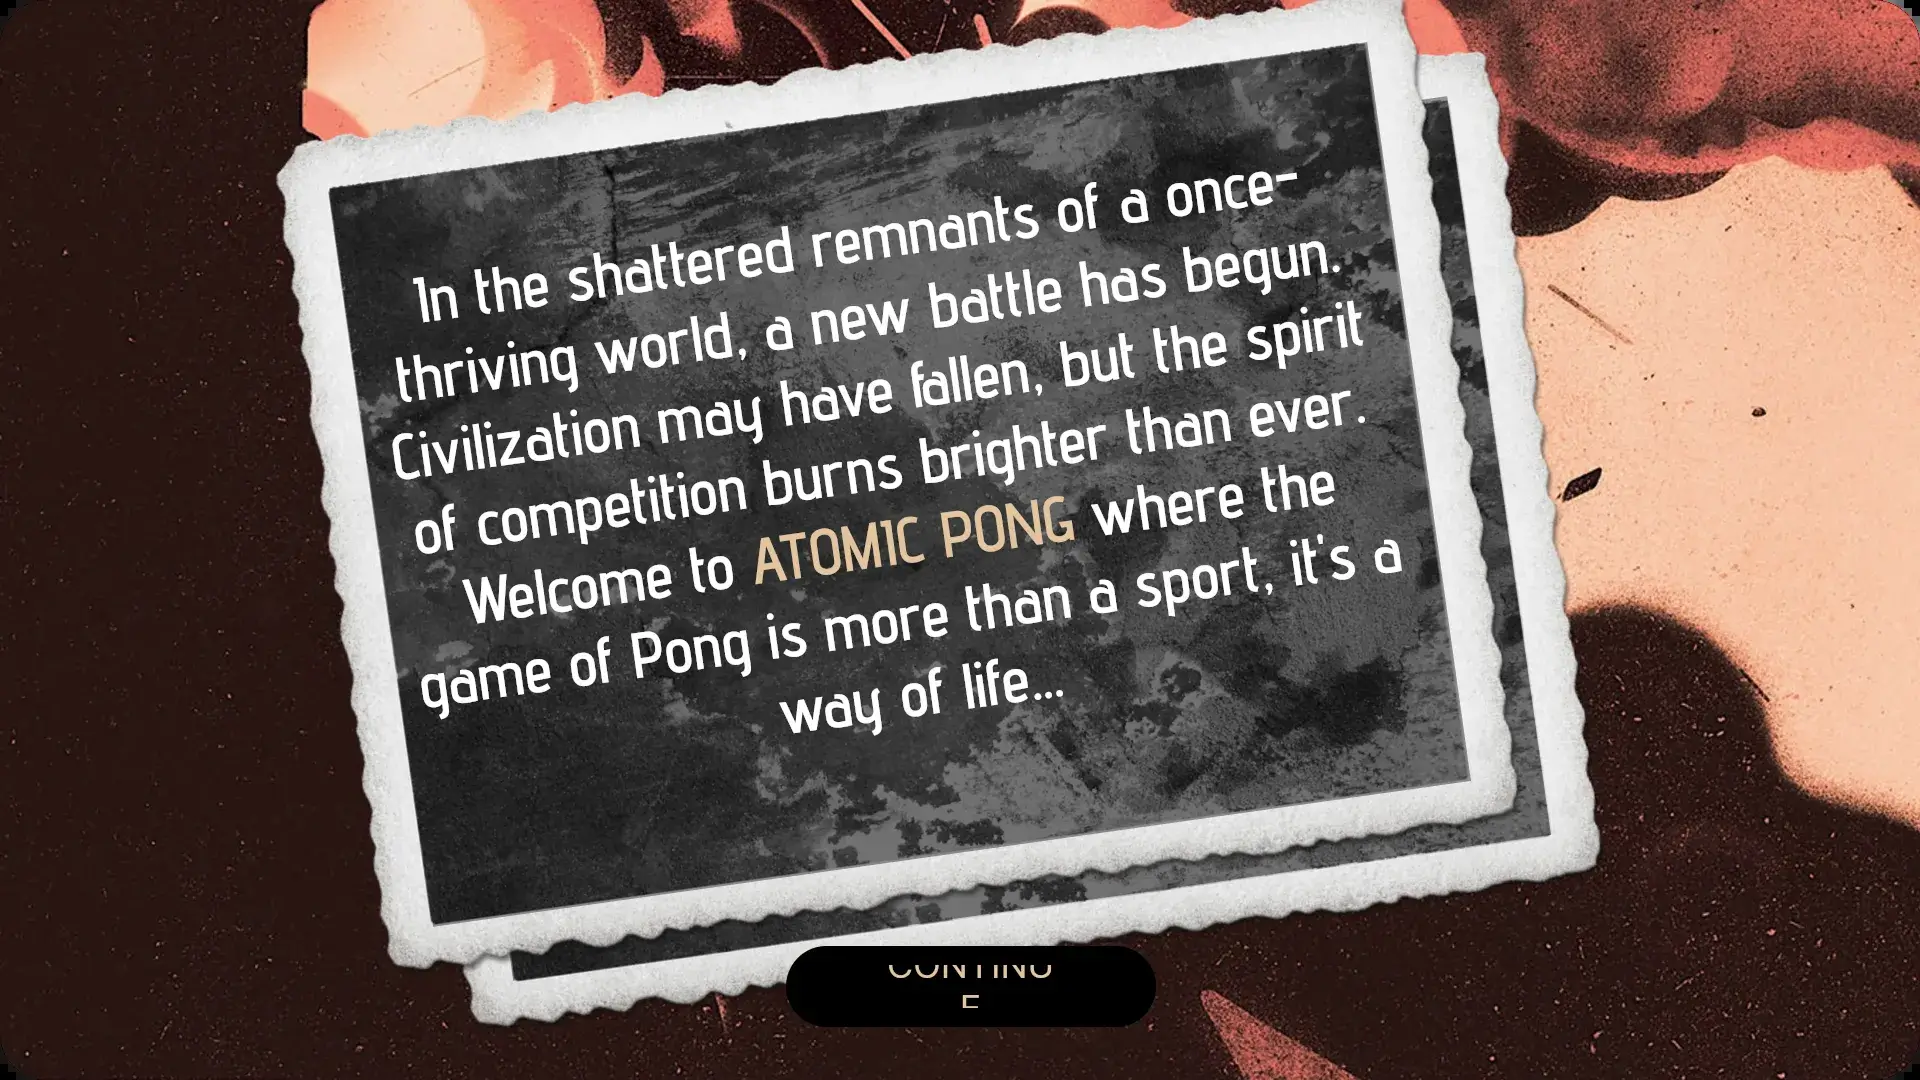 In the shattered remnants of a once-
thriving world, a new battle has begun.
Civilization may have fallen, but the spirit
of competition burns brighter than ever.
Welcome to ATOMIC PONG where the
game of Pong is more than a sport, it's a
way of life...
CONTINU
E